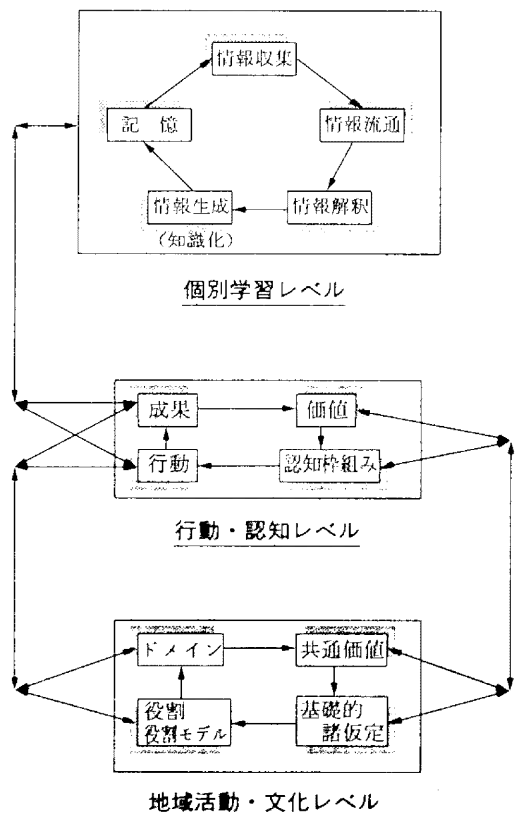 情報収集
記憶
情報流通
情報生成
情報解釈
(知識化)
個別学習レベル
成果
価値
行動
認知枠組み
行動・認知レベル
ドメイン
共通価値
役割
役割モデル
基礎的
諸仮定
地域活動・文化レベル